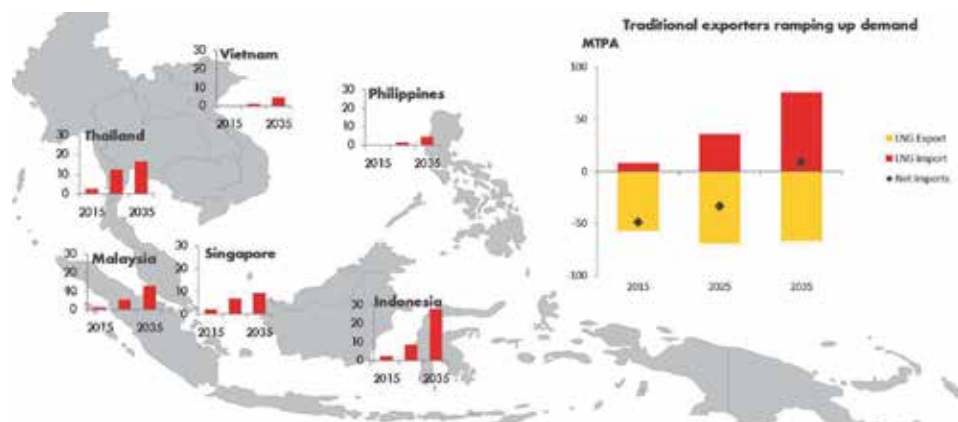 Traditional exporters ramping up demand
MTPA
100
50
0
-50
-100
2015 2025 2035
LNG Export
LNG Import
Net Imports
Vietnam
30
20
10
0
2015 2035
Philippines
30
20
10
0
2015 2035
Thailand
30
20
10
0
2015 2035
Malaysia
30
20
10
0
2015 2035
Singapore
30
20
10
0
2015 2035
Indonesia
30
20
10
0
2015 2035